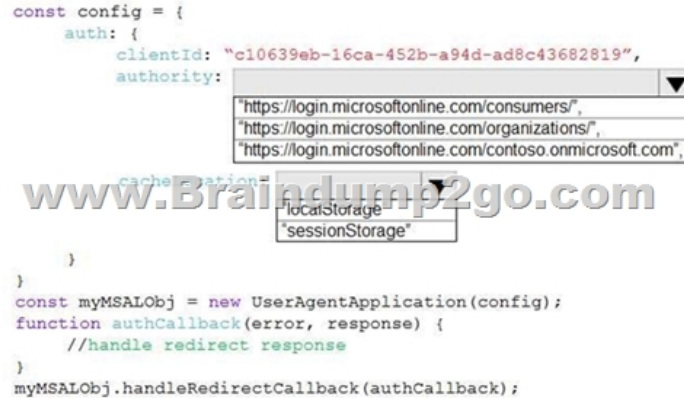 const config = {
auth: {
clientId: "c10639eb-16ca-452b-a94d-ad8c43682819",
authority:
"https://login.microsoftonline.com/consumers/",
"https://login.microsoftonline.com/organizations/",
"https://login.microsoftonline.com/contoso.onmicrosoft.com",
www.Braindump2go.com
"localStorage"
"sessionStorage"
}
}
const myMSALObj = new UserAgentApplication(config);
function authCallback(error, response) {
//handle redirect response
}
myMSALObj.handleRedirectCallback(authCallback);